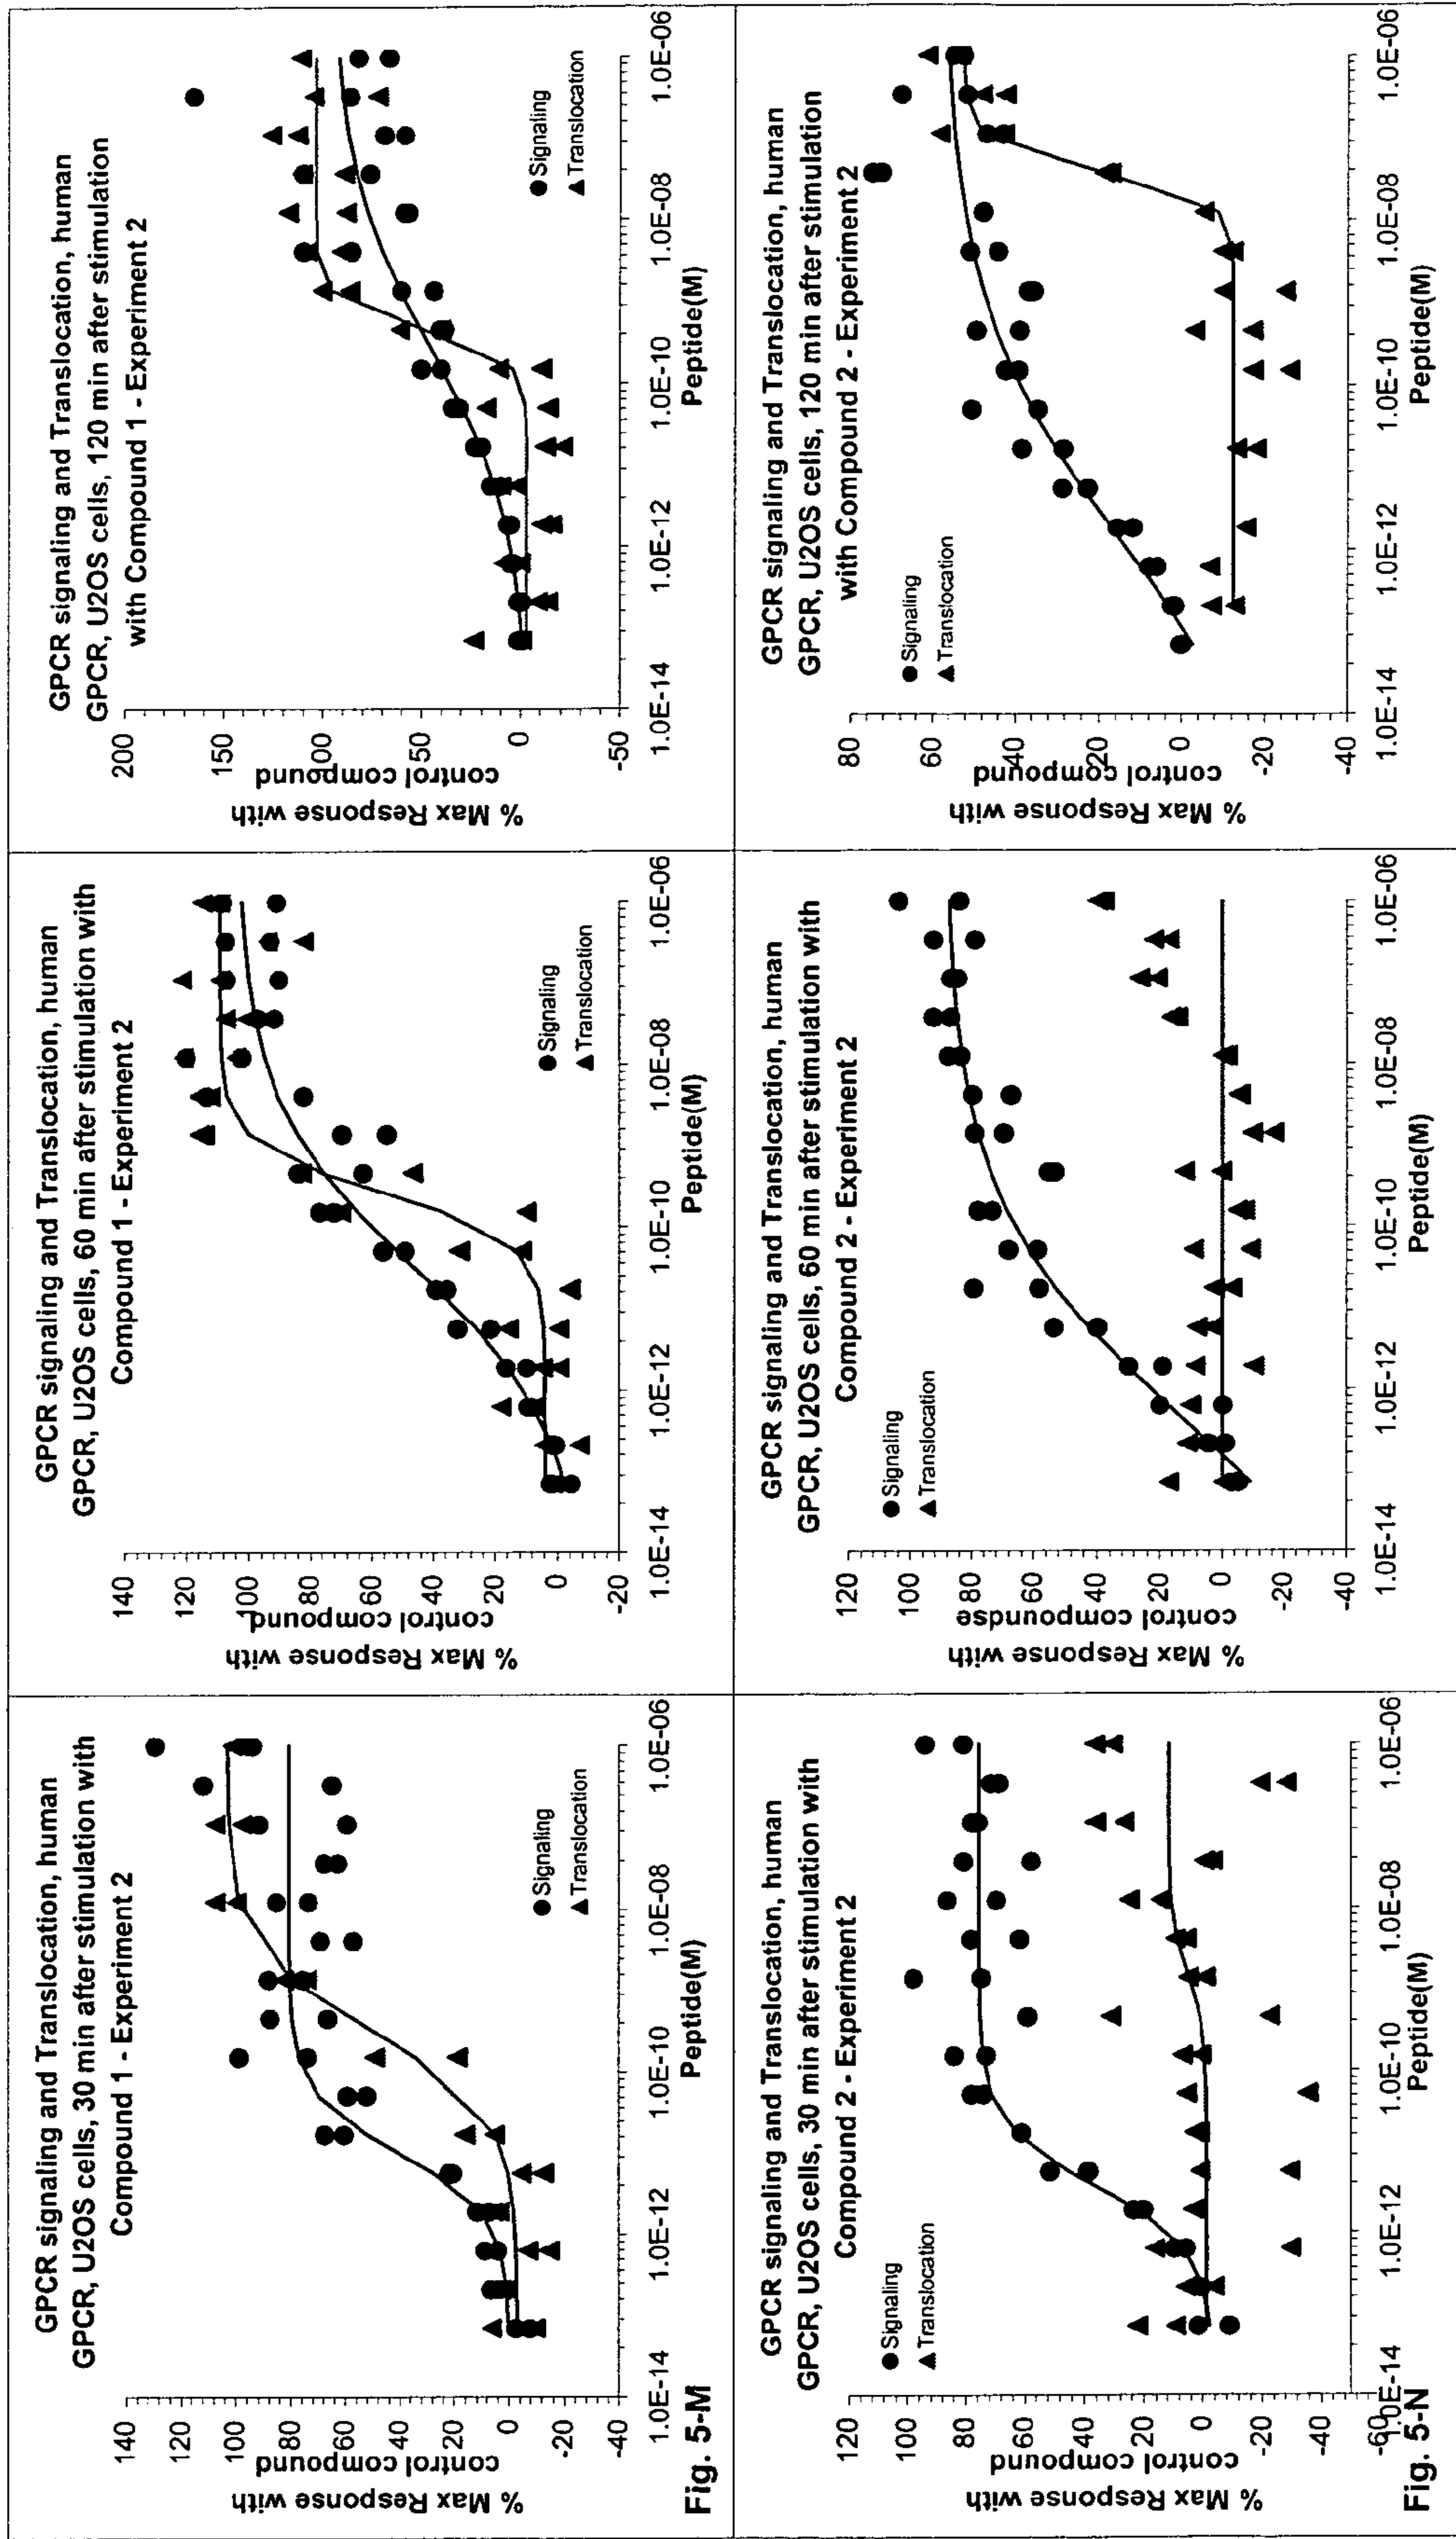 GPCR signaling and Translocation, human
GPCR, U2OS cells, 30 min after stimulation with
Compound 1 - Experiment 2
% Max Response with
control compound
140
120
100
80
60
40
20
0
-20
-40
1.0E-14
1.0E-12
1.0E-10
1.0E-08
1.0E-06
Peptide(M)
Signaling
Translocation
Fig. 5-M
GPCR signaling and Translocation, human
GPCR, U2OS cells, 60 min after stimulation with
Compound 1 - Experiment 2
% Max Response with
control compound
140
120
100
80
60
40
20
0
-20
1.0E-14
1.0E-12
1.0E-10
1.0E-08
1.0E-06
Peptide(M)
Signaling
Translocation
GPCR signaling and Translocation, human
GPCR, U2OS cells, 120 min after stimulation
with Compound 1 - Experiment 2
% Max Response with
control compound
200
150
100
50
0
-50
1.0E-14
1.0E-12
1.0E-10
1.0E-08
1.0E-06
Peptide(M)
Signaling
Translocation
GPCR signaling and Translocation, human
GPCR, U2OS cells, 30 min after stimulation with
Compound 2 - Experiment 2
% Max Response with
control compound
120
100
80
60
40
20
0
-20
-40
-60
1.0E-14
1.0E-12
1.0E-10
1.0E-08
1.0E-06
Peptide(M)
Signaling
Translocation
Fig. 5-N
GPCR signaling and Translocation, human
GPCR, U2OS cells, 60 min after stimulation with
Compound 2 - Experiment 2
% Max Response with
control compoundse
120
100
80
60
40
20
0
-20
-40
1.0E-14
1.0E-12
1.0E-10
1.0E-08
1.0E-06
Peptide(M)
Signaling
Translocation
GPCR signaling and Translocation, human
GPCR, U2OS cells, 120 min after stimulation
with Compound 2 - Experiment 2
% Max Response with
control compound
80
60
40
20
0
-20
-40
1.0E-14
1.0E-12
1.0E-10
1.0E-08
1.0E-06
Peptide(M)
Signaling
Translocation